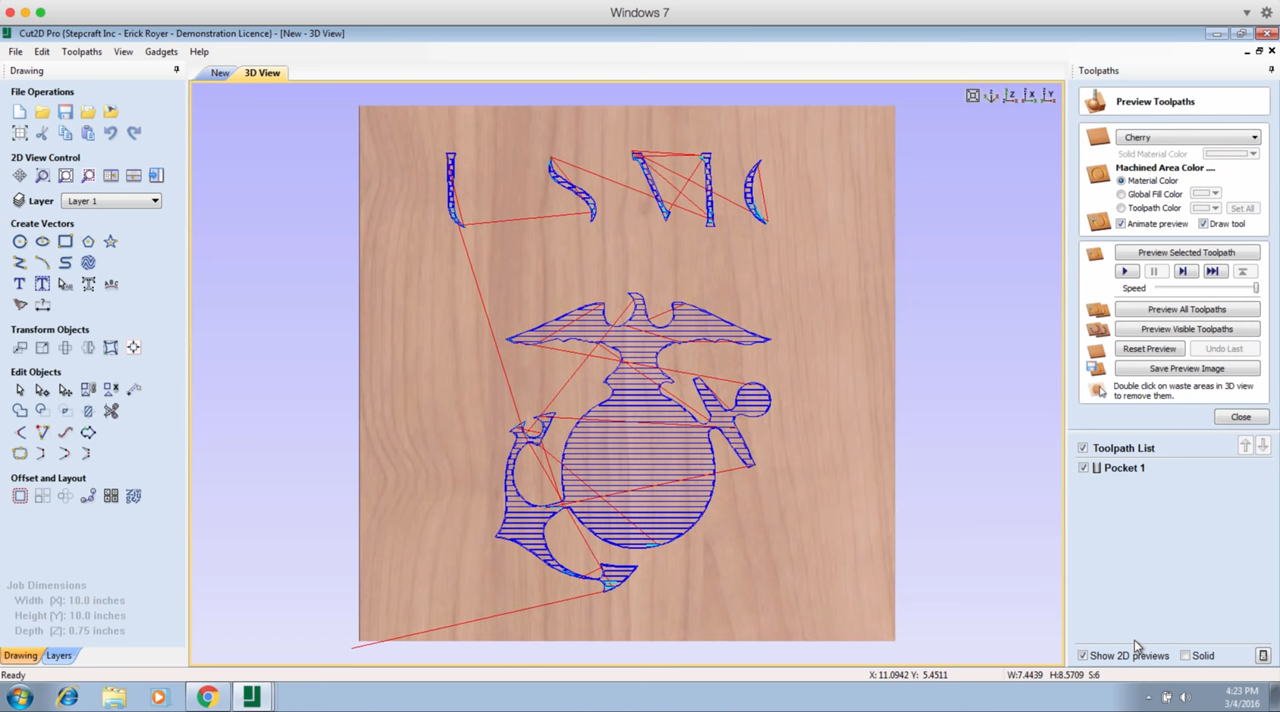 Windows 7
Cut2D Pro {Stepcraft Inc - Erick Royer - Demonstration Licence} - [New - 3D View]
File Edit Toolpaths View Gadgets Help
Drawing
New 3D View
Toolpaths
File Operations
2D View Control
Layer Layer 1
Create Vectors
Transform Objects
Edit Objects
Offset and Layout
Job Dimensions
Width (X): 10.0 inches
Height (Y): 10.0 inches
Depth (Z): 0.75 inches
Drawing Layers
Ready
USMC
Preview Toolpaths
Cherry
Solid Material Color
Machined Area Color ....
Material Color
Global Fill Color
Toolpath Color Set All
Animate preview Draw tool
Preview Selected Toolpath
Speed
Preview All Toolpaths
Preview Visible Toolpaths
Reset Preview Undo Last
Save Preview Image
Double click on waste areas in 3D view
to remove them.
Close
Toolpath List
Pocket 1
Show 2D previews Solid
X: 11.0942 Y: 5.4511 W:7.4439 H:8.5709 S:6
4:23 PM
3/4/2016